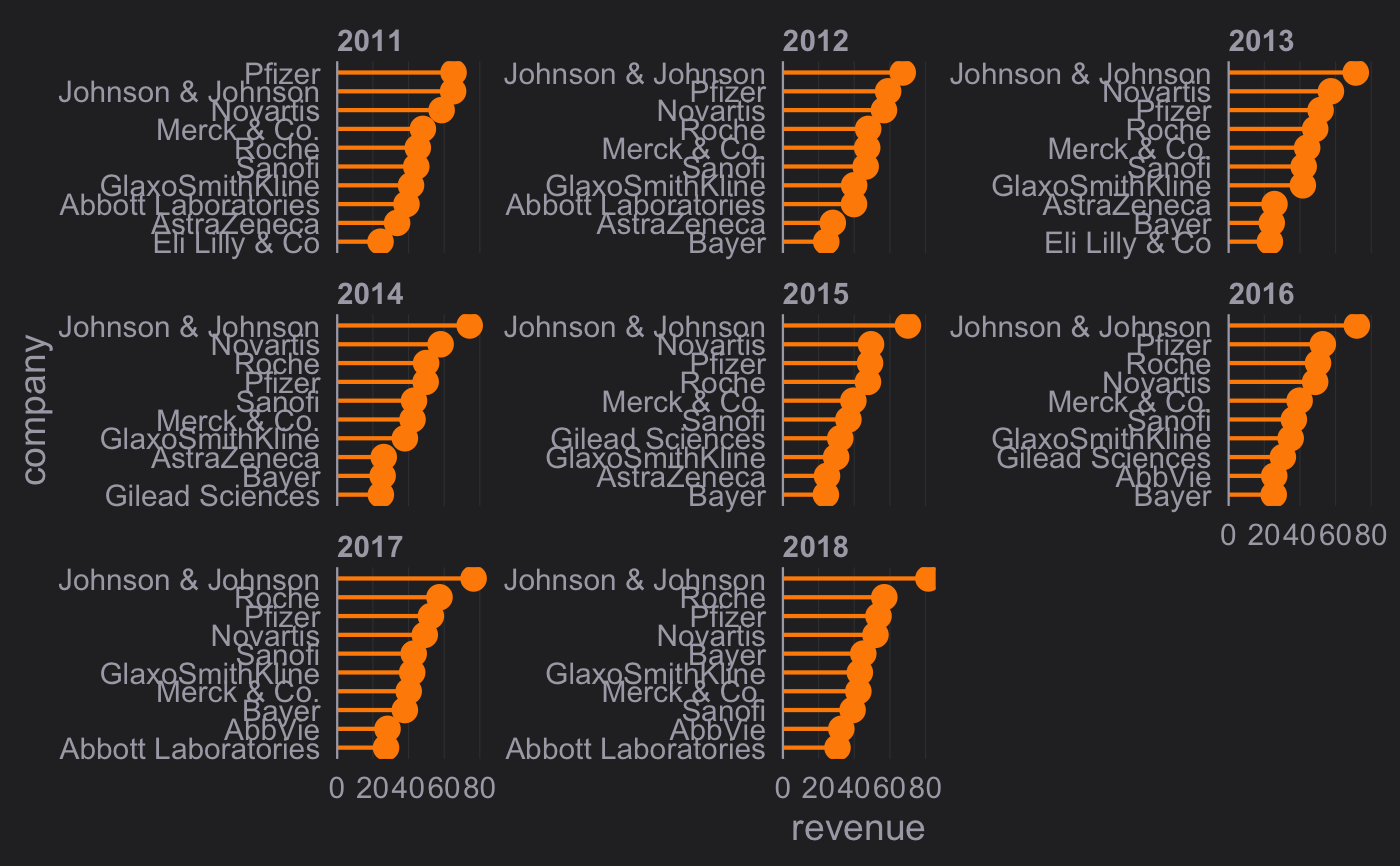 2011
Pfizer
Johnson & Johnson
Novartis
Merck & Co.
Roche
Sanofi
GlaxoSmithKline
Abbott Laboratories
AstraZeneca
Eli Lilly & Co
2012
Johnson & Johnson
Pfizer
Novartis
Roche
Merck & Co.
Sanofi
GlaxoSmithKline
Abbott Laboratories
AstraZeneca
Bayer
2013
Johnson & Johnson
Novartis
Pfizer
Roche
Merck & Co.
Sanofi
GlaxoSmithKline
AstraZeneca
Bayer
Eli Lilly & Co
company
2014
Johnson & Johnson
Novartis
Roche
Pfizer
Sanofi
Merck & Co.
GlaxoSmithKline
AstraZeneca
Bayer
Gilead Sciences
2015
Johnson & Johnson
Novartis
Pfizer
Roche
Merck & Co.
Sanofi
Gilead Sciences
GlaxoSmithKline
AstraZeneca
Bayer
2016
Johnson & Johnson
Pfizer
Roche
Novartis
Merck & Co.
Sanofi
GlaxoSmithKline
Gilead Sciences
AbbVie
Bayer
0 20 40 60 80
2017
Johnson & Johnson
Roche
Pfizer
Novartis
Sanofi
GlaxoSmithKline
Merck & Co.
Bayer
AbbVie
Abbott Laboratories
0 20 40 60 80
2018
Johnson & Johnson
Roche
Pfizer
Novartis
Bayer
GlaxoSmithKline
Merck & Co.
Sanofi
AbbVie
Abbott Laboratories
0 20 40 60 80
revenue